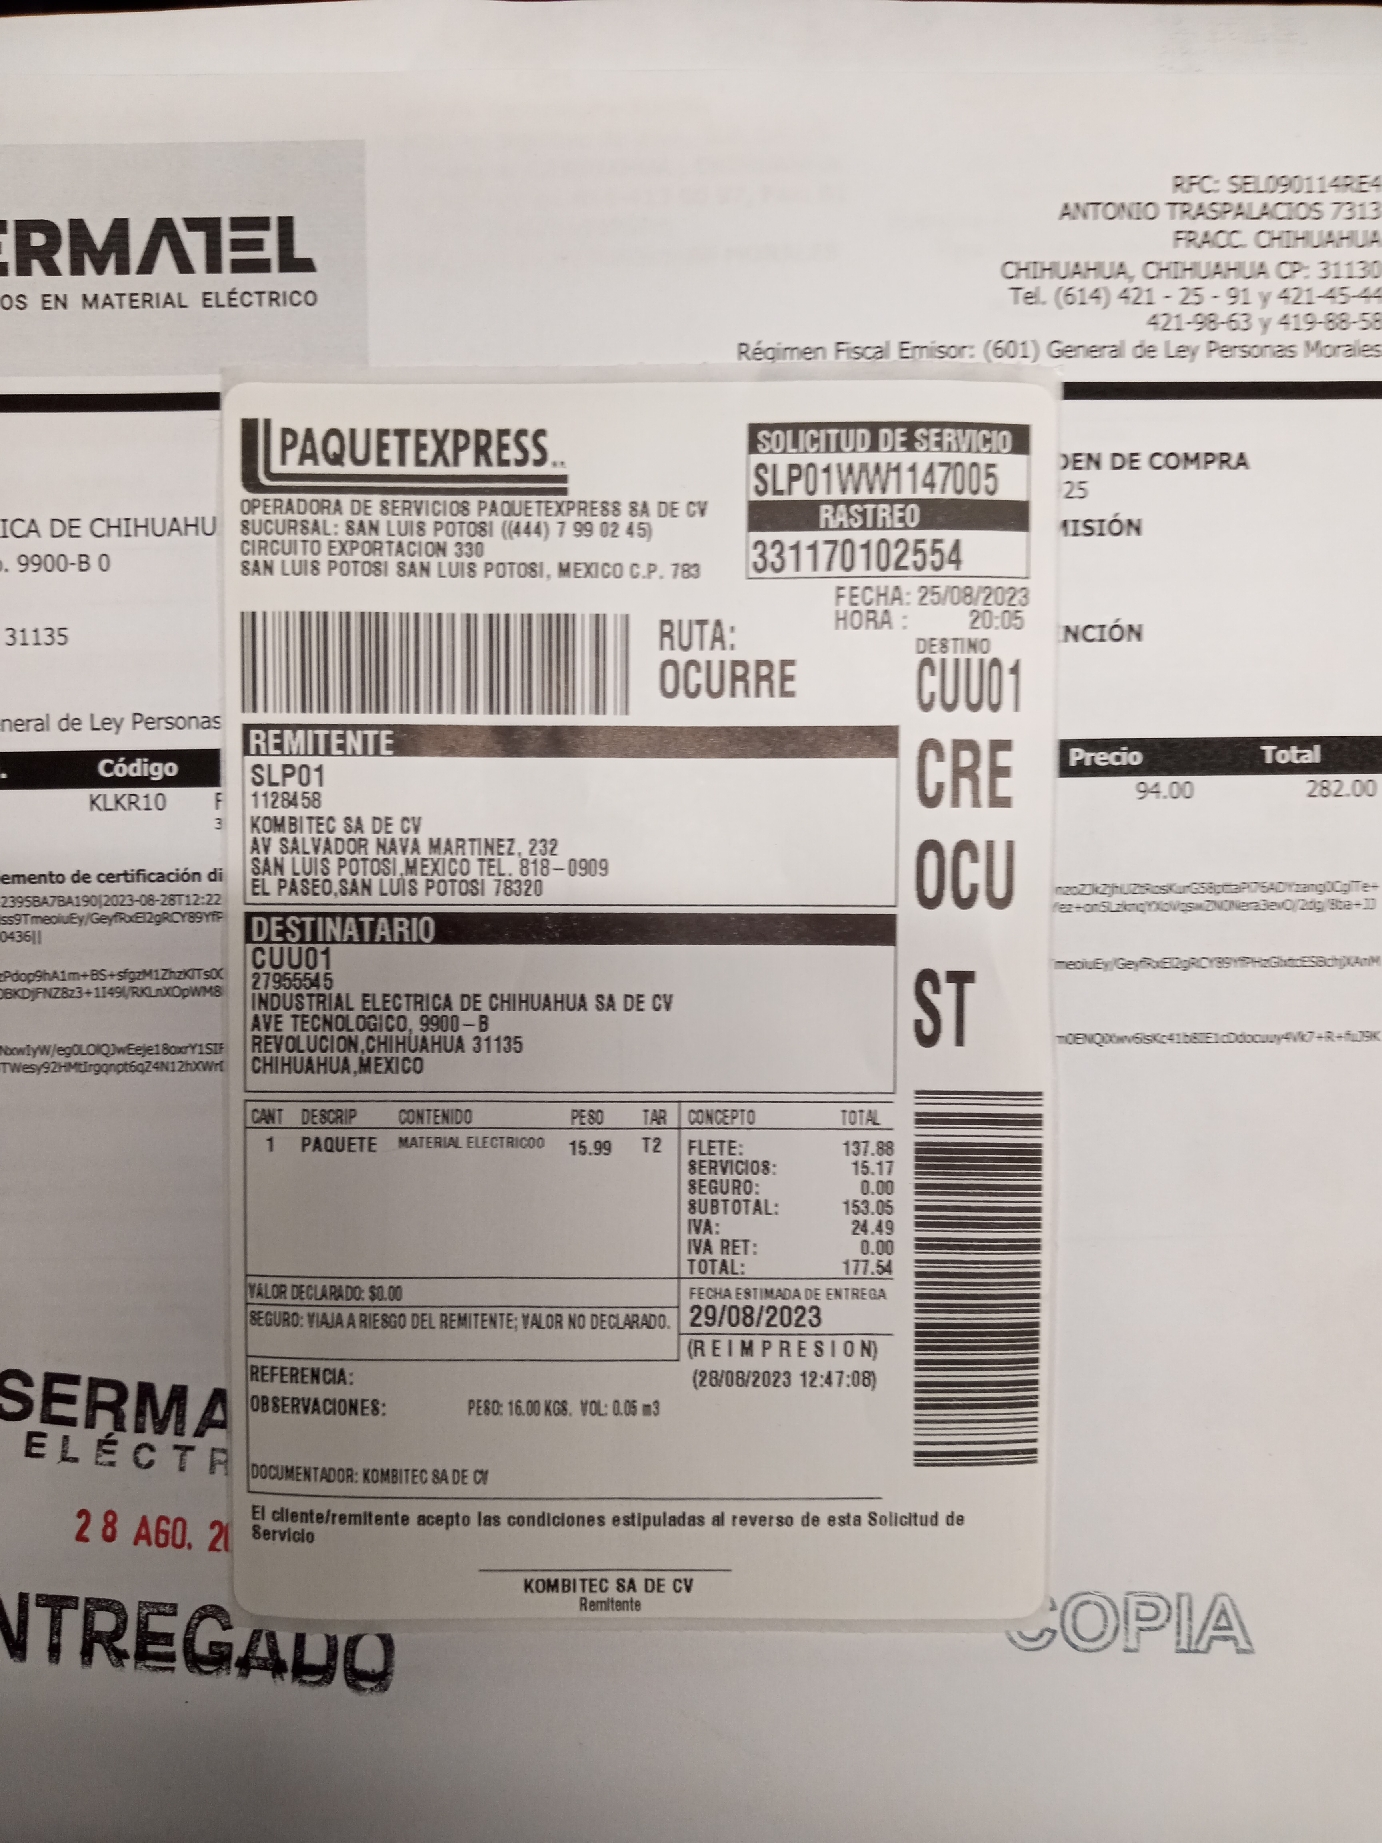 ERMATEL
OS EN MATERIAL ELÉCTRICO
RFC: SEL090114RE4
ANTONIO TRASPALACIOS 7313
FRACC. CHIHUAHUA
CHIHUAHUA, CHIHUAHUA CP: 31130
Tel. (614) 421 - 25 - 91 y 421-45-44
421-98-63 y 419-88-58
Régimen Fiscal Emisor: (601) General de Ley Personas Morales
ICA DE CHIHUAHU
. 9900-B 0
31135
neral de Ley Personas
Código
KLKR10
DEN DE COMPRA
25
MISIÓN
NCIÓN
Precio Total
94.00 282.00
emento de certificación di
2395BA7BA190|2023-08-28T12:22
0436||
PAQUETEXPRESS
OPERADORA DE SERVICIOS PAQUETEXPRESS SA DE CV
SUCURSAL: SAN LUIS POTOSI ((444) 7 99 02 45)
CIRCUITO EXPORTACION 330
SAN LUIS POTOSI SAN LUIS POTOSI, MEXICO C.P. 783
SOLICITUD DE SERVICIO
SLP01WW1147005
RASTREO
331170102554
FECHA: 25/08/2023
HORA : 20:05
RUTA:
OCURRE
DESTINO
CUU01
CRE
OCU
ST
REMITENTE
SLP01
1128458
KOMBITEC SA DE CV
AV SALVADOR NAVA MARTINEZ, 232
SAN LUIS POTOSI,MEXICO TEL. 818-0909
EL PASEO,SAN LUIS POTOSI 78320
DESTINATARIO
CUU01
27955545
INDUSTRIAL ELECTRICA DE CHIHUAHUA SA DE CV
AVE TECNOLOGICO, 9900-B
REVOLUCION,CHIHUAHUA 31135
CHIHUAHUA,MEXICO
CANT DESCRIP CONTENIDO PESO TAR CONCEPTO TOTAL
1 PAQUETE MATERIAL ELECTRICOO 15.99 T2
FLETE: 137.88
SERVICIOS: 15.17
SEGURO: 0.00
SUBTOTAL: 153.05
IVA: 24.49
IVA RET: 0.00
TOTAL: 177.54
VALOR DECLARADO: $0.00
SEGURO: VIAJA A RIESGO DEL REMITENTE; VALOR NO DECLARADO.
FECHA ESTIMADA DE ENTREGA
29/08/2023
(REIMPRESION)
(28/08/2023 12:47:08)
REFERENCIA:
OBSERVACIONES: PESO: 16.00 KGS. VOL: 0.05 m3
DOCUMENTADOR: KOMBITEC SA DE CV
El cliente/remitente acepto las condiciones estipuladas al reverso de esta Solicitud de
Servicio
KOMBITEC SA DE CV
Remitente
SERMA
ELÉCTR
28 AGO. 20
NTREGADO
COPIA